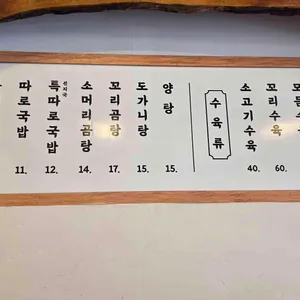 따로국밥
11.
선지국
특따로국밥
12.
소머리곰탕
14.
꼬리곰탕
17.
도가니탕
15.
양탕
15.
수육류
소고기수육
40.
꼬리수육
60.